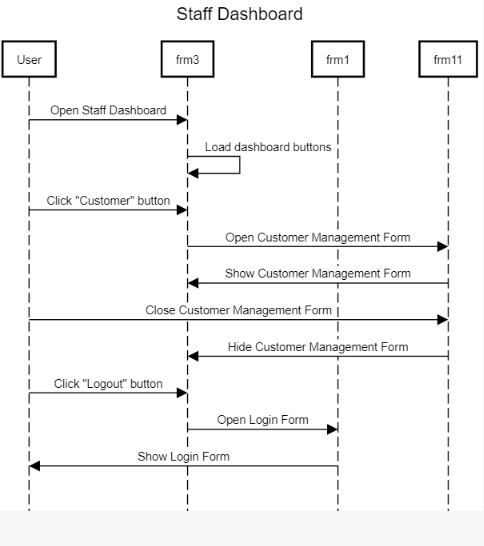 Staff Dashboard
User frm3 frm1 frm11
Open Staff Dashboard
Load dashboard buttons
Click "Customer" button
Open Customer Management Form
Show Customer Management Form
Close Customer Management Form
Hide Customer Management Form
Click "Logout" button
Open Login Form
Show Login Form